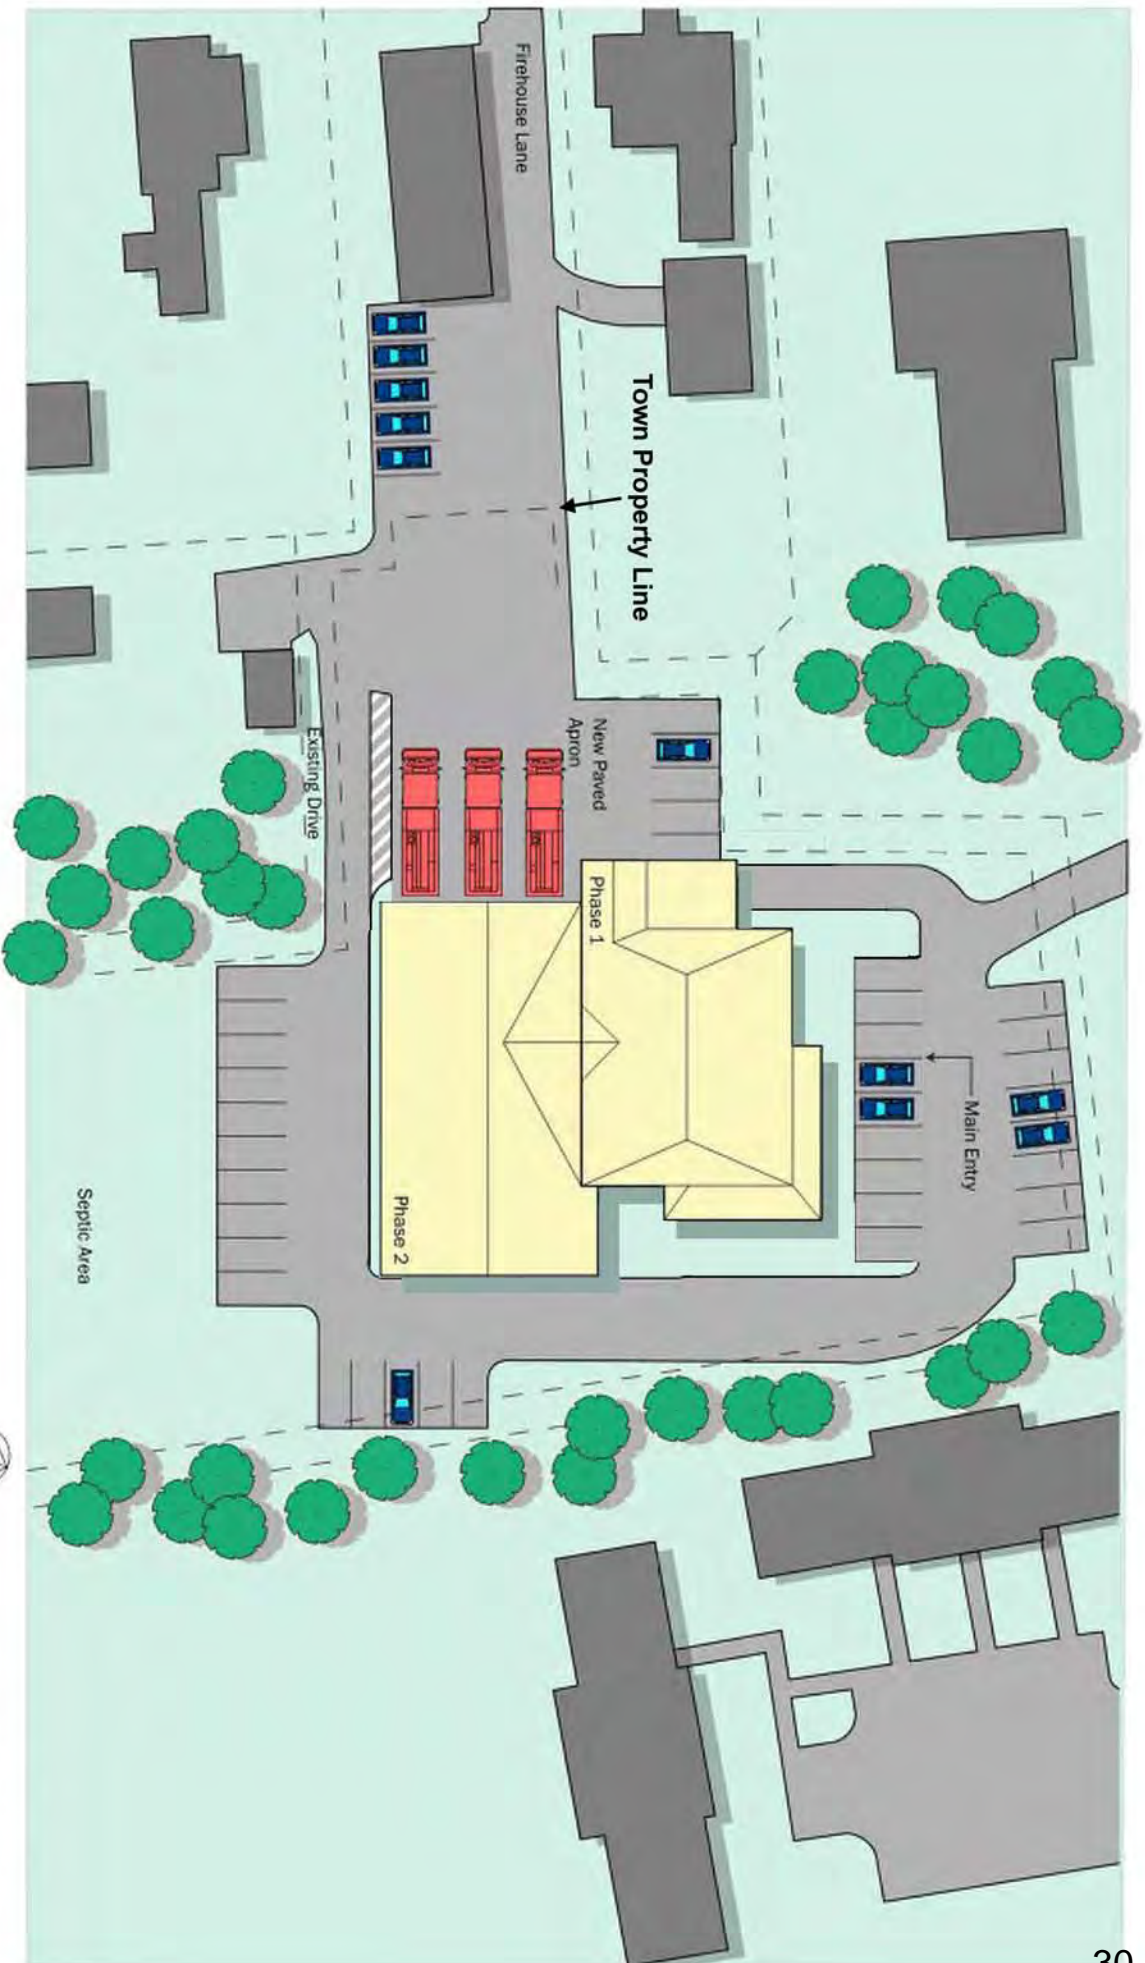 Firehouse Lane
Town Property Line
New Paved
Apron
Existing Drive
Phase 1
Main Entry
Phase 2
Septic Area
30